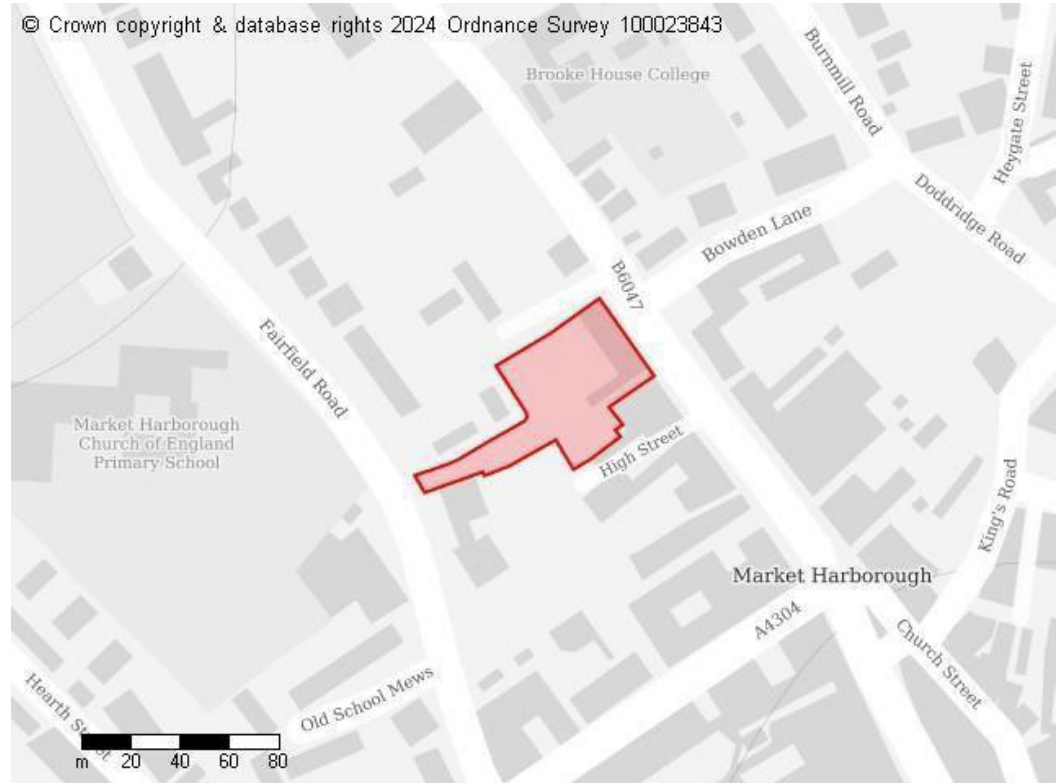 © Crown copyright & database rights 2024 Ordnance Survey 100023843
Brooke House College
Burnmill Road
Heygate Street
Doddridge Road
Bowden Lane
B6047
Fairfield Road
Market Harborough
Church of England
Primary School
High Street
King's Road
Market Harborough
A4304
Church Street
Old School Mews
Hearth Street
m 20 40 60 80